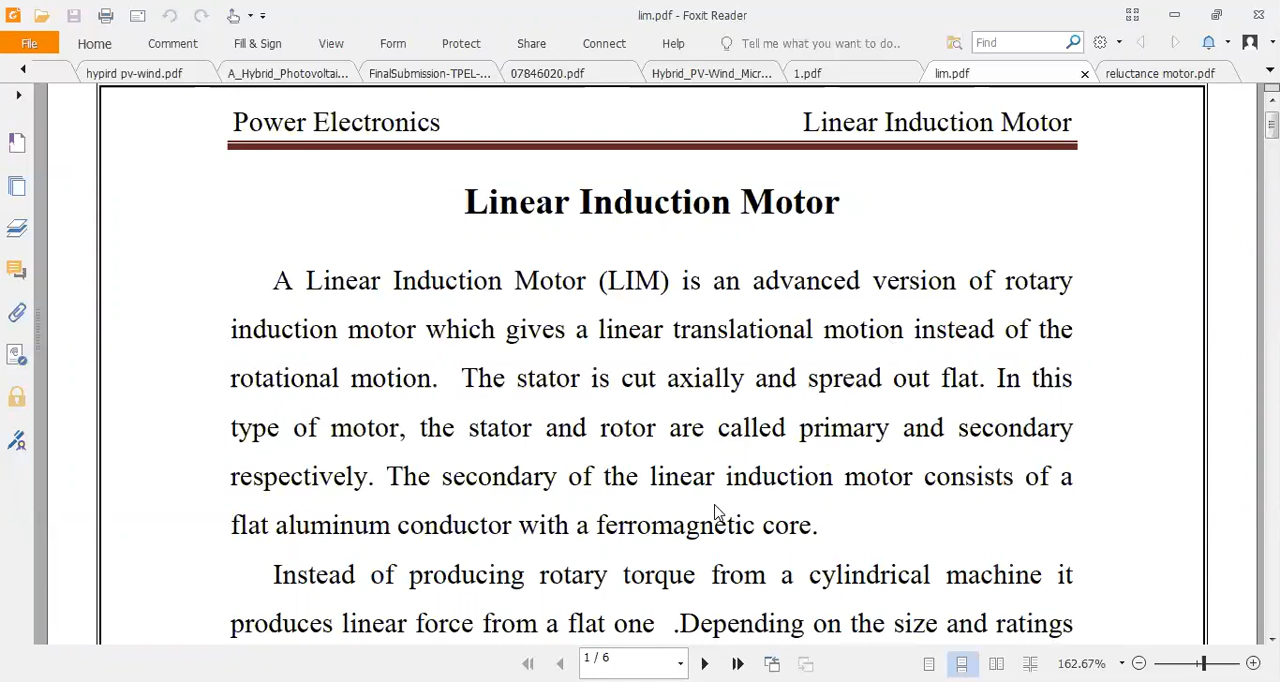 lim.pdf - Foxit Reader
File Home Comment Fill & Sign View Form Protect Share Connect Help Tell me what you want to do.. Find
hypird pv-wind.pdf A_Hybrid_Photovoltai... FinalSubmission-TPEL-... 07846020.pdf Hybrid_PV-Wind_Micr... 1.pdf lim.pdf reluctance motor.pdf
Power Electronics Linear Induction Motor
Linear Induction Motor
A Linear Induction Motor (LIM) is an advanced version of rotary
induction motor which gives a linear translational motion instead of the
rotational motion. The stator is cut axially and spread out flat. In this
type of motor, the stator and rotor are called primary and secondary
respectively. The secondary of the linear induction motor consists of a
flat aluminum conductor with a ferromagnetic core.
Instead of producing rotary torque from a cylindrical machine it
produces linear force from a flat one .Depending on the size and ratings
1 / 6 162.67%